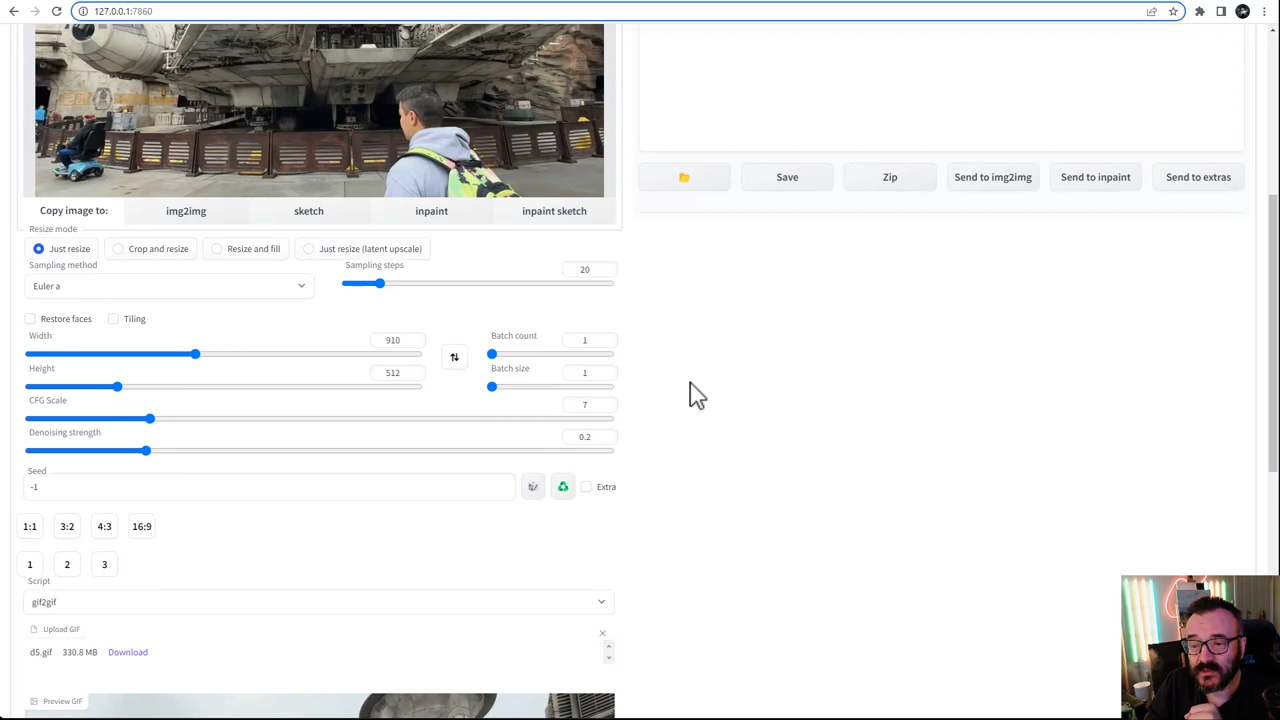 127.0.0.1:7860
Save
Zip
Send to img2img
Send to inpaint
Send to extras
Copy image to:
img2img
sketch
inpaint
inpaint sketch
Resize mode
Just resize
Crop and resize
Resize and fill
Just resize (latent upscale)
Sampling method
Sampling steps
20
Euler a
Restore faces
Tiling
Width
910
Batch count
1
Height
512
Batch size
1
CFG Scale
7
Denoising strength
0.2
Seed
-1
Extra
1:1
3:2
4:3
16:9
1
2
3
Script
gif2gif
Upload GIF
d5.gif
330.8 MB
Download
Preview GIF